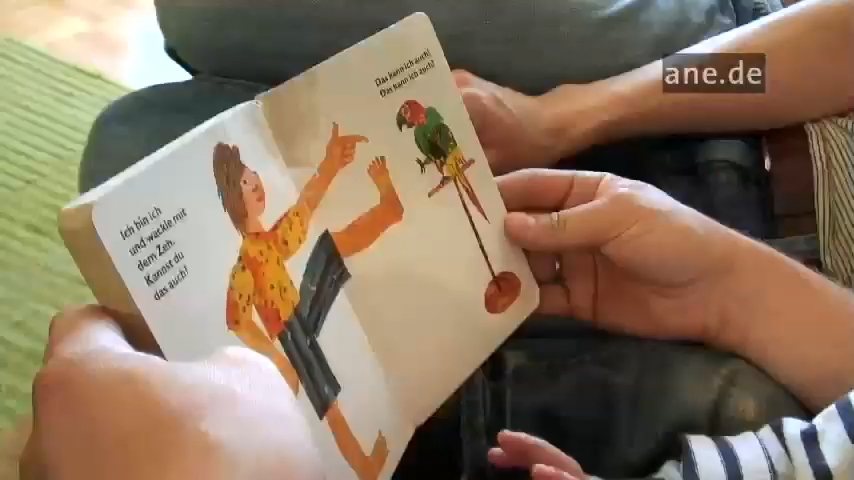 ane.de
Ich bin ich
und wackle mit
dem Zeh.
Kannst du
das auch?
Das kann ich auch!
Das kann ich auch!